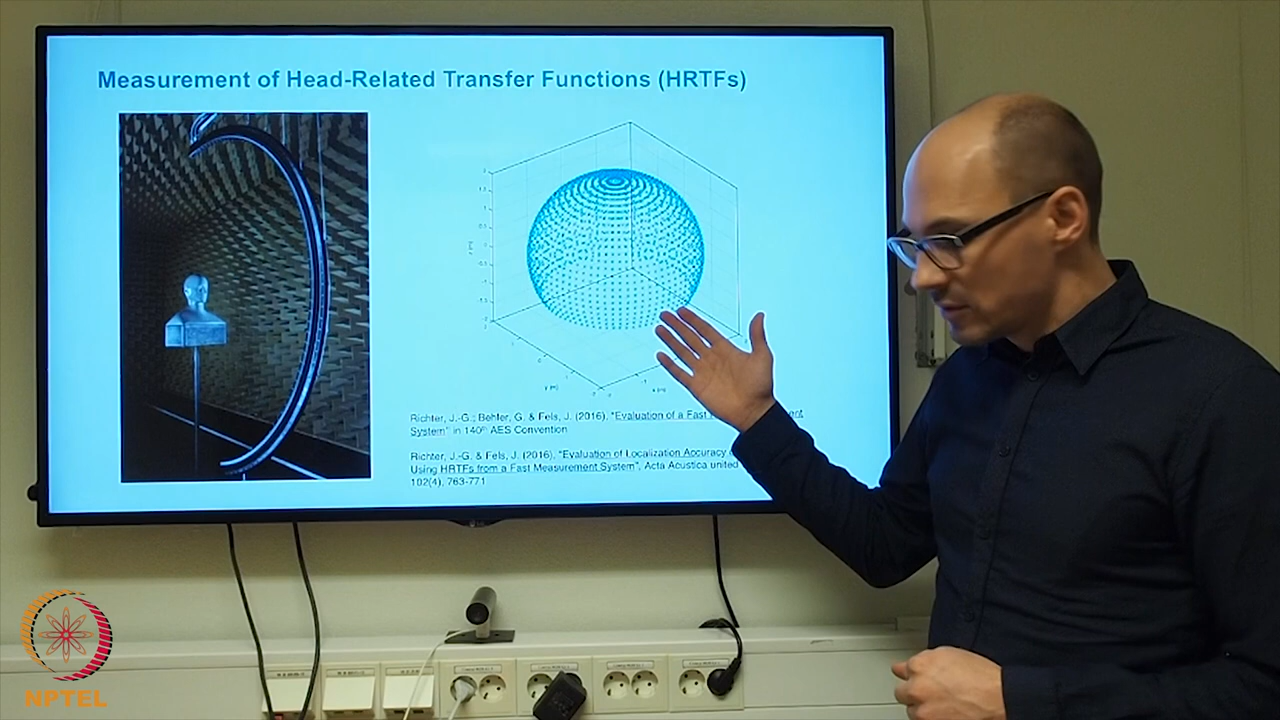 Measurement of Head-Related Transfer Functions (HRTFs)
Richter, J.-G.; Behler, G. & Fels, J. (2016). "Evaluation of a Fast
System" in 140th AES Convention
Richter, J.-G. & Fels, J. (2016). "Evaluation of Localization Accuracy
Using HRTFs from a Fast Measurement System", Acta Acustica united
102(4), 763-771
NPTEL